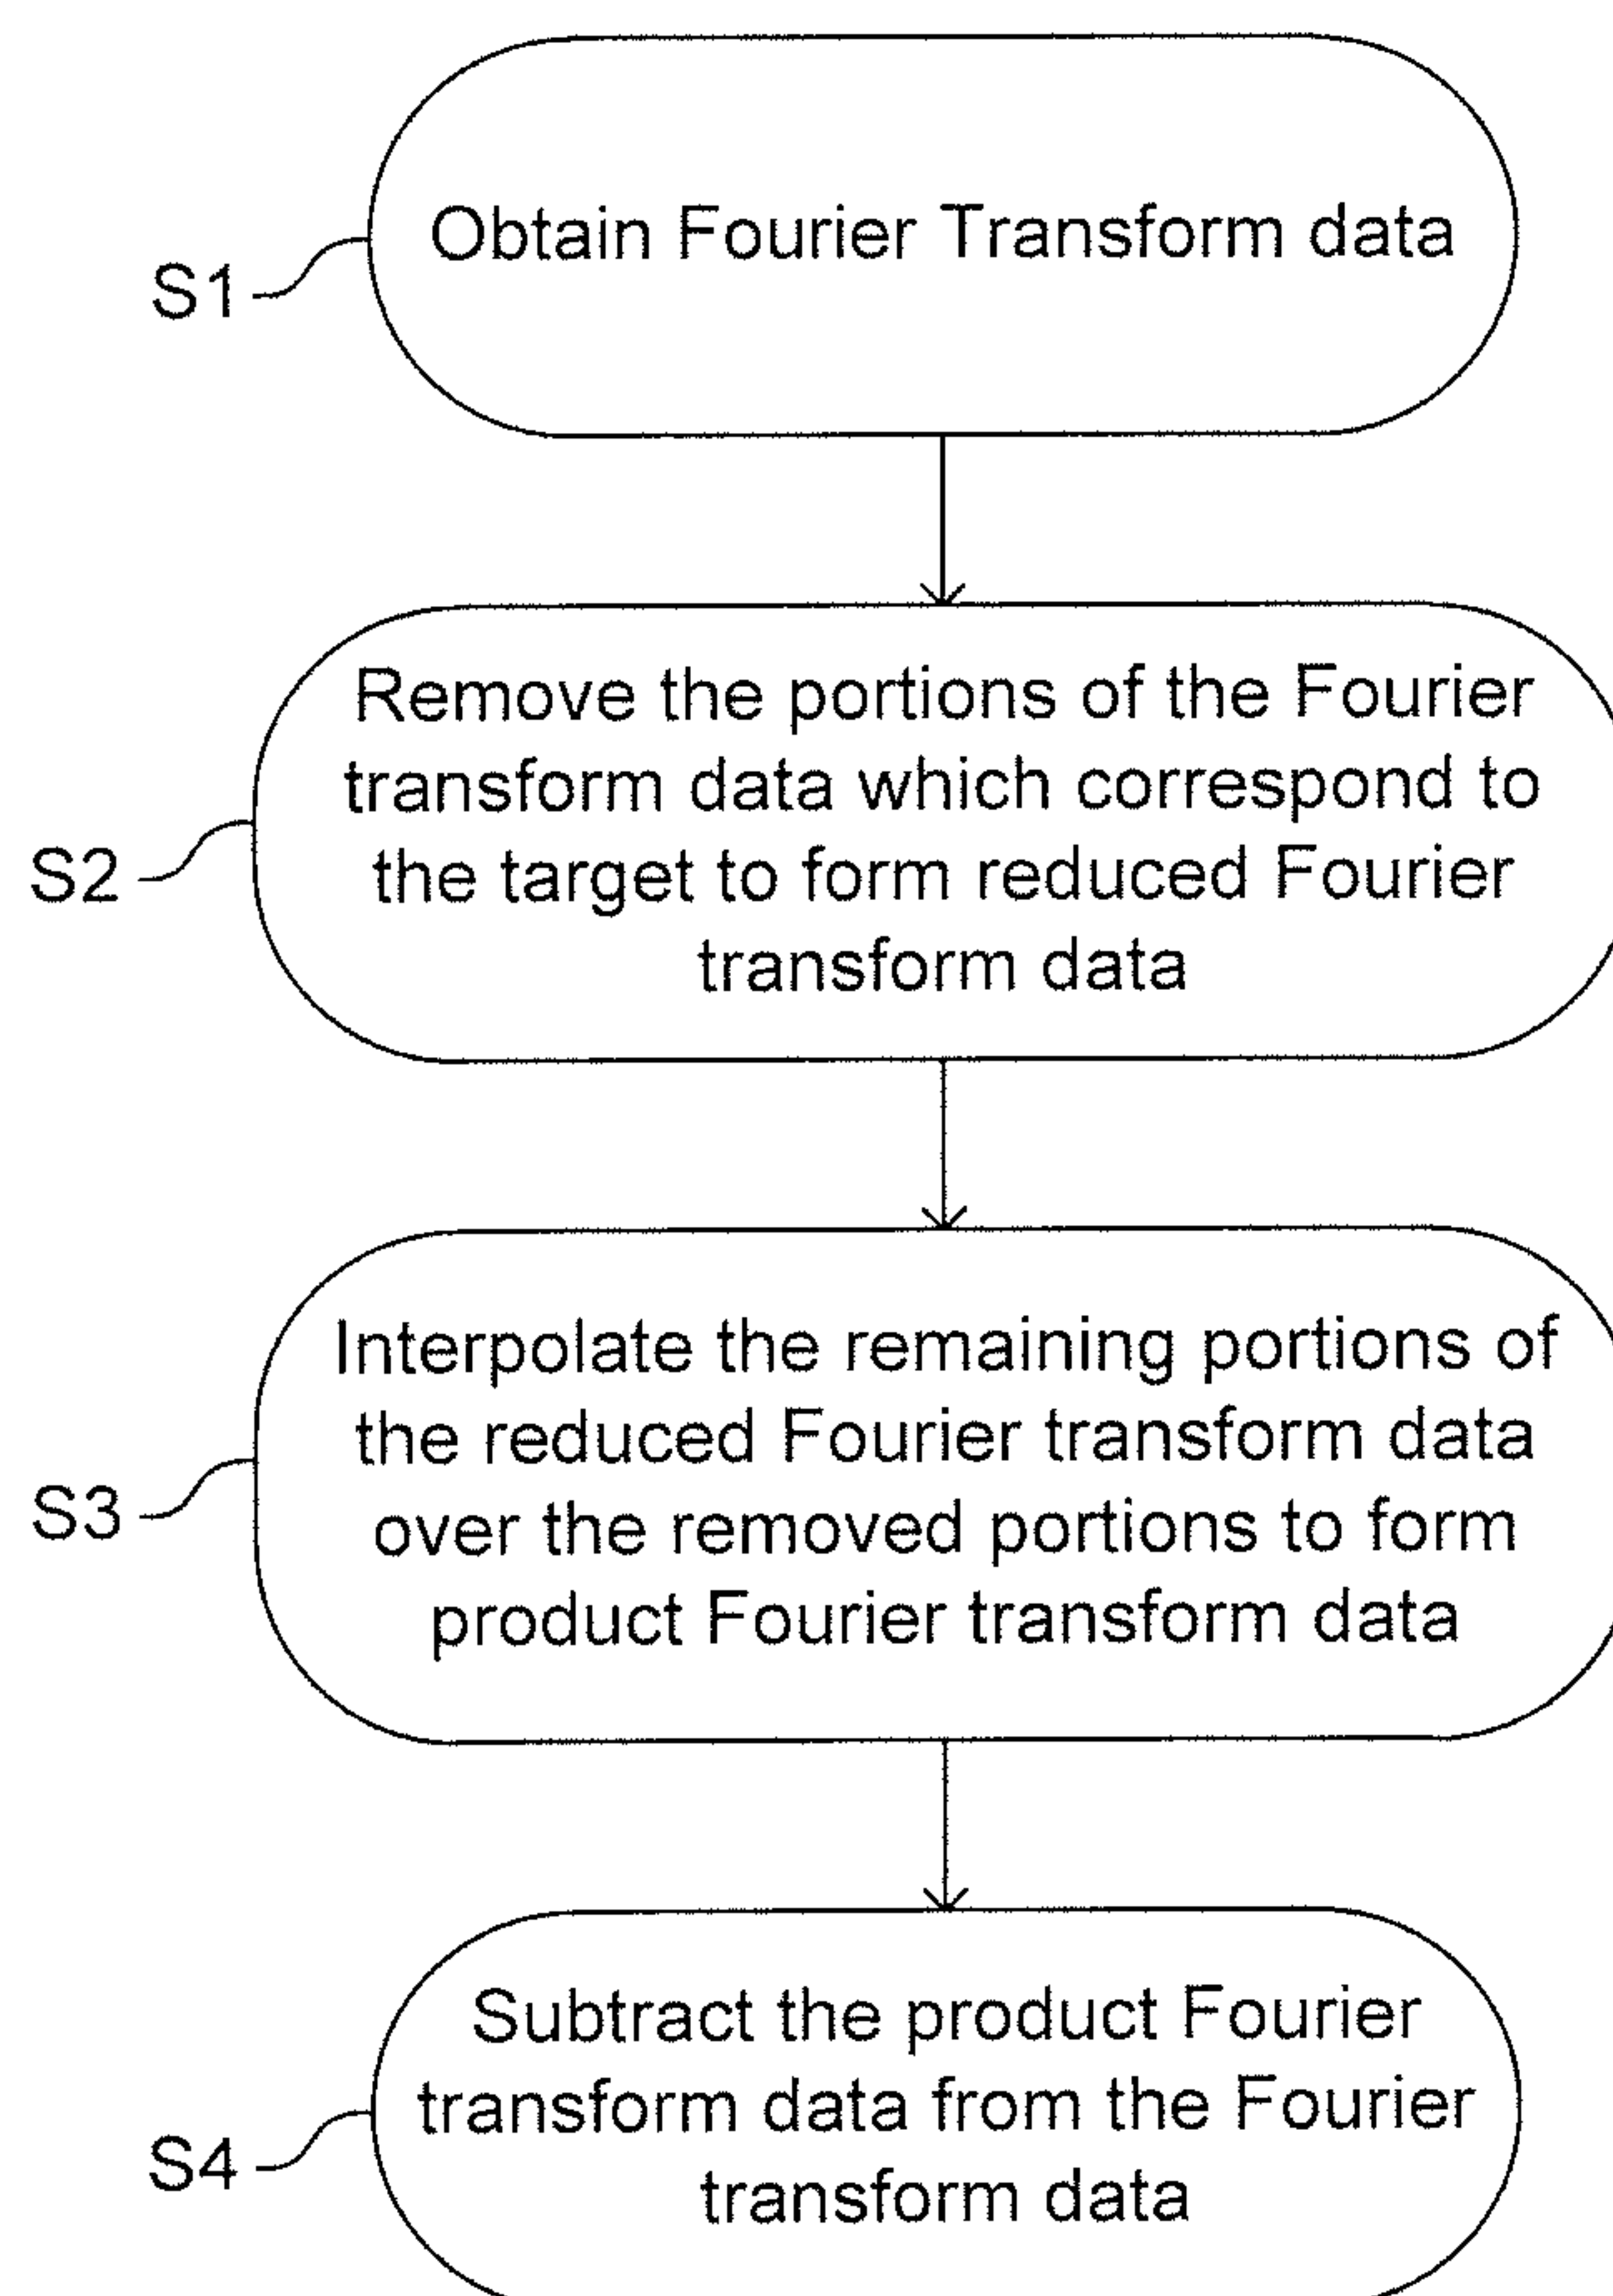 Obtain Fourier Transform data
S1
Remove the portions of the Fourier
transform data which correspond to
the target to form reduced Fourier
transform data
S2
Interpolate the remaining portions of
the reduced Fourier transform data
over the removed portions to form
product Fourier transform data
S3
Subtract the product Fourier
transform data from the Fourier
transform data
S4